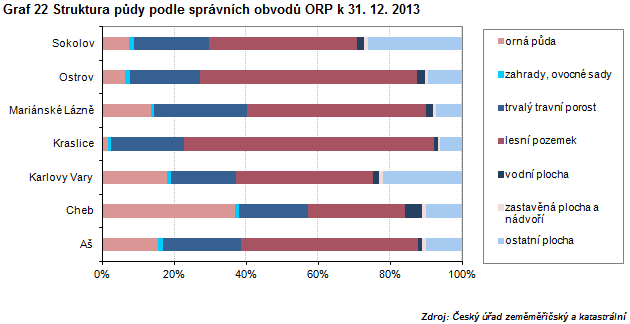 Graf 22 Struktura půdy podle správních obvodů ORP k 31. 12. 2013
Sokolov
Ostrov
Mariánské Lázně
Kraslice
Karlovy Vary
Cheb
Aš
0%
20%
40%
60%
80%
100%
orná půda
zahrady, ovocné sady
trvalý travní porost
lesní pozemek
vodní plocha
zastavěná plocha a
nádvoří
ostatní plocha
Zdroj: Český úřad zeměměřičský a katastrální